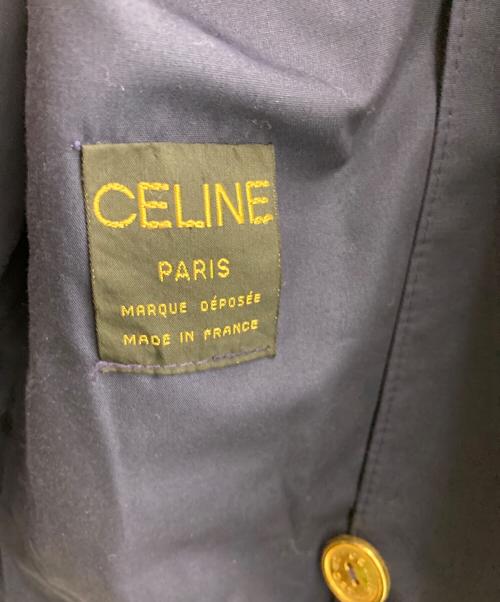 CELINE
PARIS
MARQUE DÉPOSÉE
MADE IN FRANCE